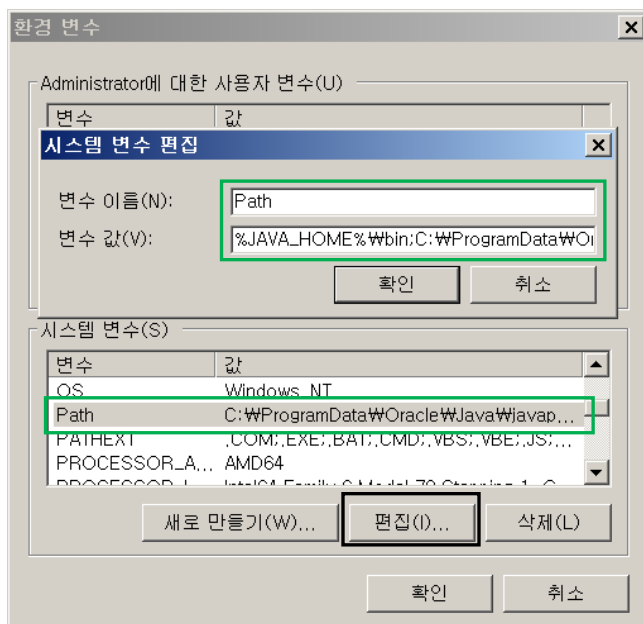 환경 변수
Administrator에 대한 사용자 변수(U)
변수 값
시스템 변수 편집
변수 이름(N): Path
변수 값(V): %JAVA_HOME%₩bin;C:₩ProgramData₩Or
확인 취소
시스템 변수(S)
변수 값
OS Windows_NT
Path C:₩ProgramData₩Oracle₩Java₩javap...
PATHEXT .COM;.EXE;.BAT;.CMD;.VBS;.VBE;.JS;...
PROCESSOR_A... AMD64
새로 만들기(W)... 편집(I)... 삭제(L)
확인 취소